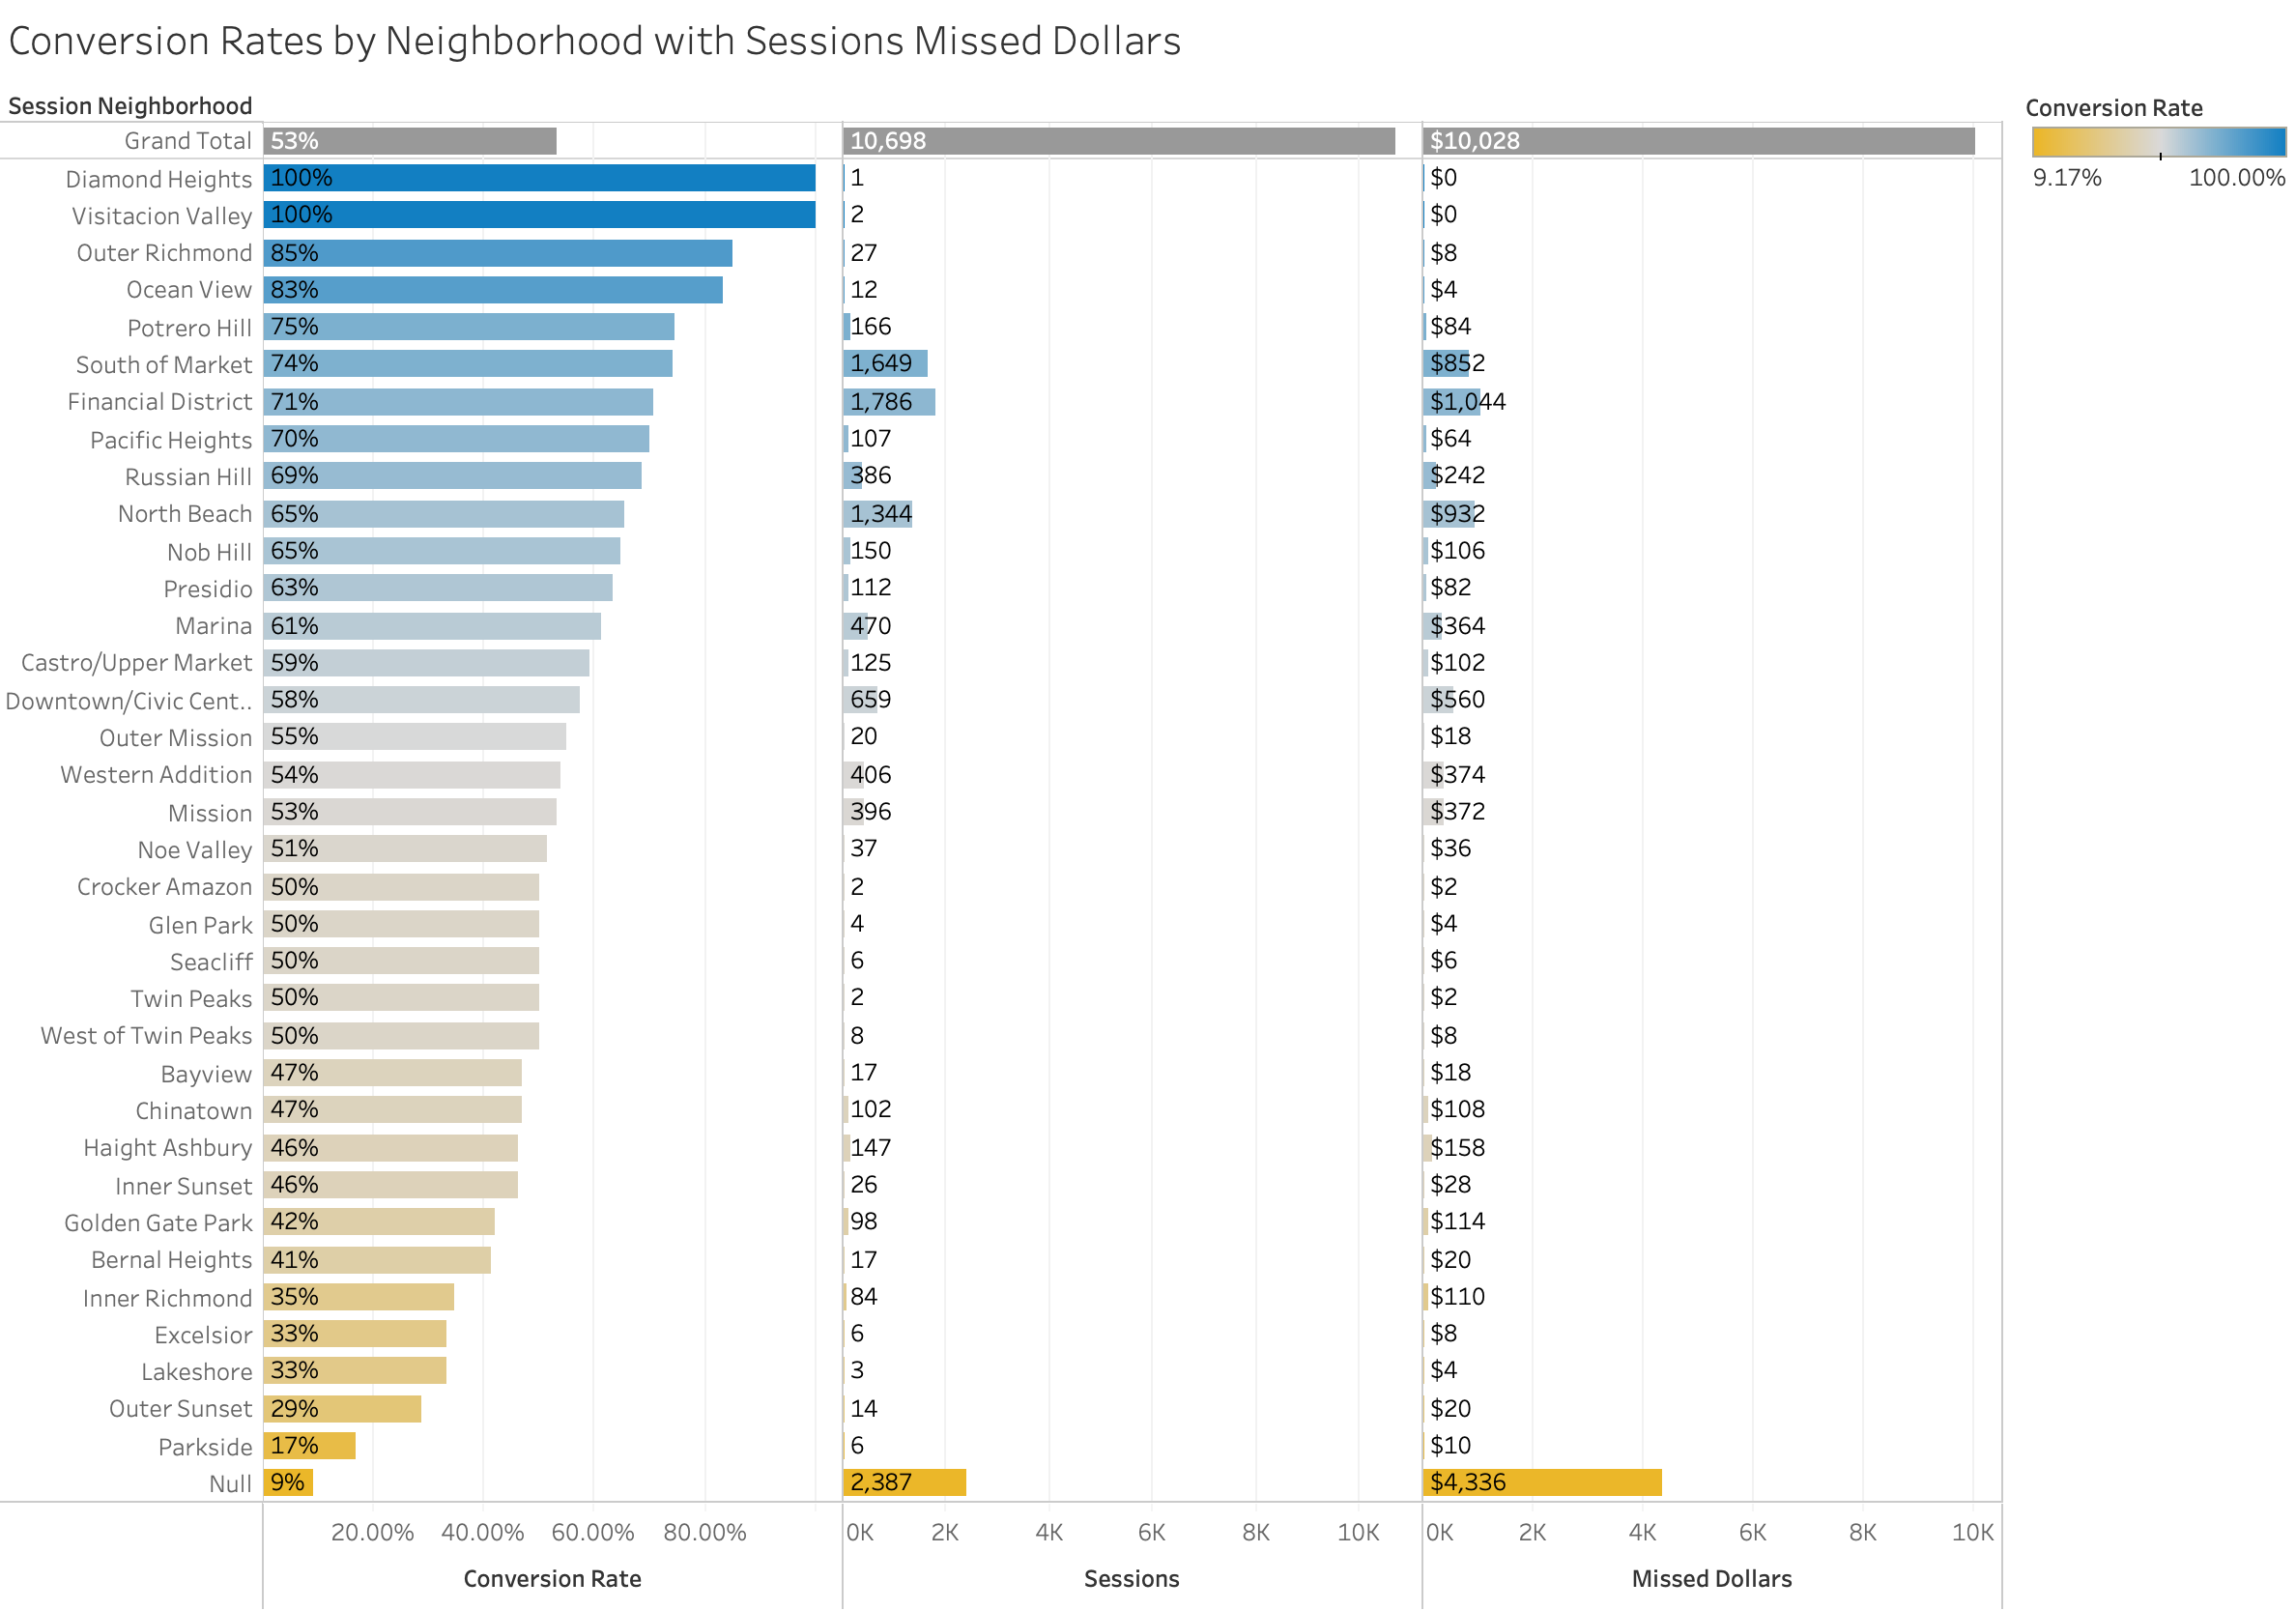 Conversion Rates by Neighborhood with Sessions Missed Dollars
Session Neighborhood
Conversion Rate
9.17% 100.00%
Grand Total 53% 10,698 $10,028
Diamond Heights 100% 1 $0
Visitacion Valley 100% 2 $0
Outer Richmond 85% 27 $8
Ocean View 83% 12 $4
Potrero Hill 75% 166 $84
South of Market 74% 1,649 $852
Financial District 71% 1,786 $1,044
Pacific Heights 70% 107 $64
Russian Hill 69% 386 $242
North Beach 65% 1,344 $932
Nob Hill 65% 150 $106
Presidio 63% 112 $82
Marina 61% 470 $364
Castro/Upper Market 59% 125 $102
Downtown/Civic Cent.. 58% 659 $560
Outer Mission 55% 20 $18
Western Addition 54% 406 $374
Mission 53% 396 $372
Noe Valley 51% 37 $36
Crocker Amazon 50% 2 $2
Glen Park 50% 4 $4
Seacliff 50% 6 $6
Twin Peaks 50% 2 $2
West of Twin Peaks 50% 8 $8
Bayview 47% 17 $18
Chinatown 47% 102 $108
Haight Ashbury 46% 147 $158
Inner Sunset 46% 26 $28
Golden Gate Park 42% 98 $114
Bernal Heights 41% 17 $20
Inner Richmond 35% 84 $110
Excelsior 33% 6 $8
Lakeshore 33% 3 $4
Outer Sunset 29% 14 $20
Parkside 17% 6 $10
Null 9% 2,387 $4,336
20.00% 40.00% 60.00% 80.00% 0K 2K 4K 6K 8K 10K 0K 2K 4K 6K 8K 10K
Conversion Rate Sessions Missed Dollars